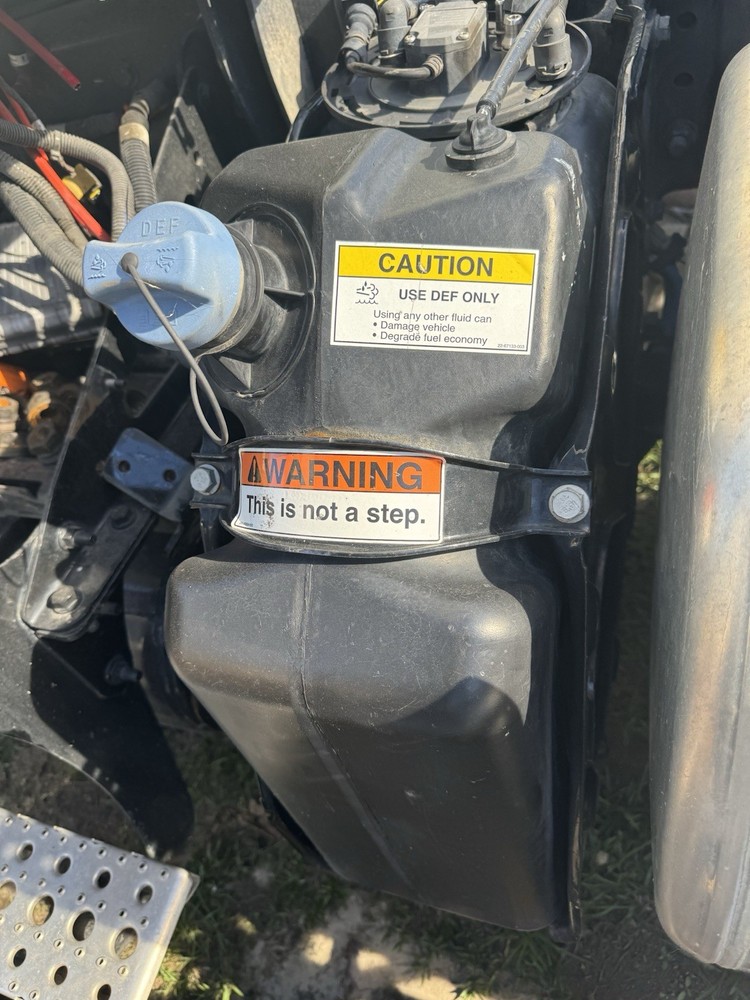 DEF
CAUTION
USE DEF ONLY
Using any other fluid can
• Damage vehicle
• Degrade fuel economy
WARNING
This is not a step.